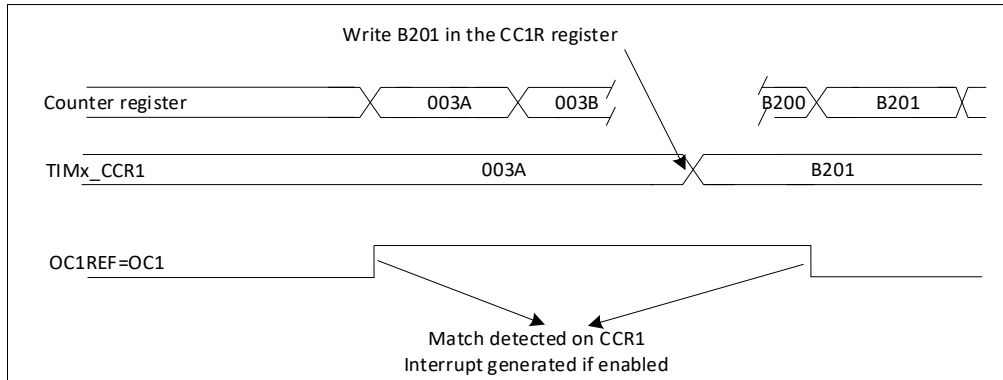 Write B201 in the CC1R register
Counter register 003A 003B B200 B201
TIMx_CCR1 003A B201
OC1REF=OC1
Match detected on CCR1
Interrupt generated if enabled